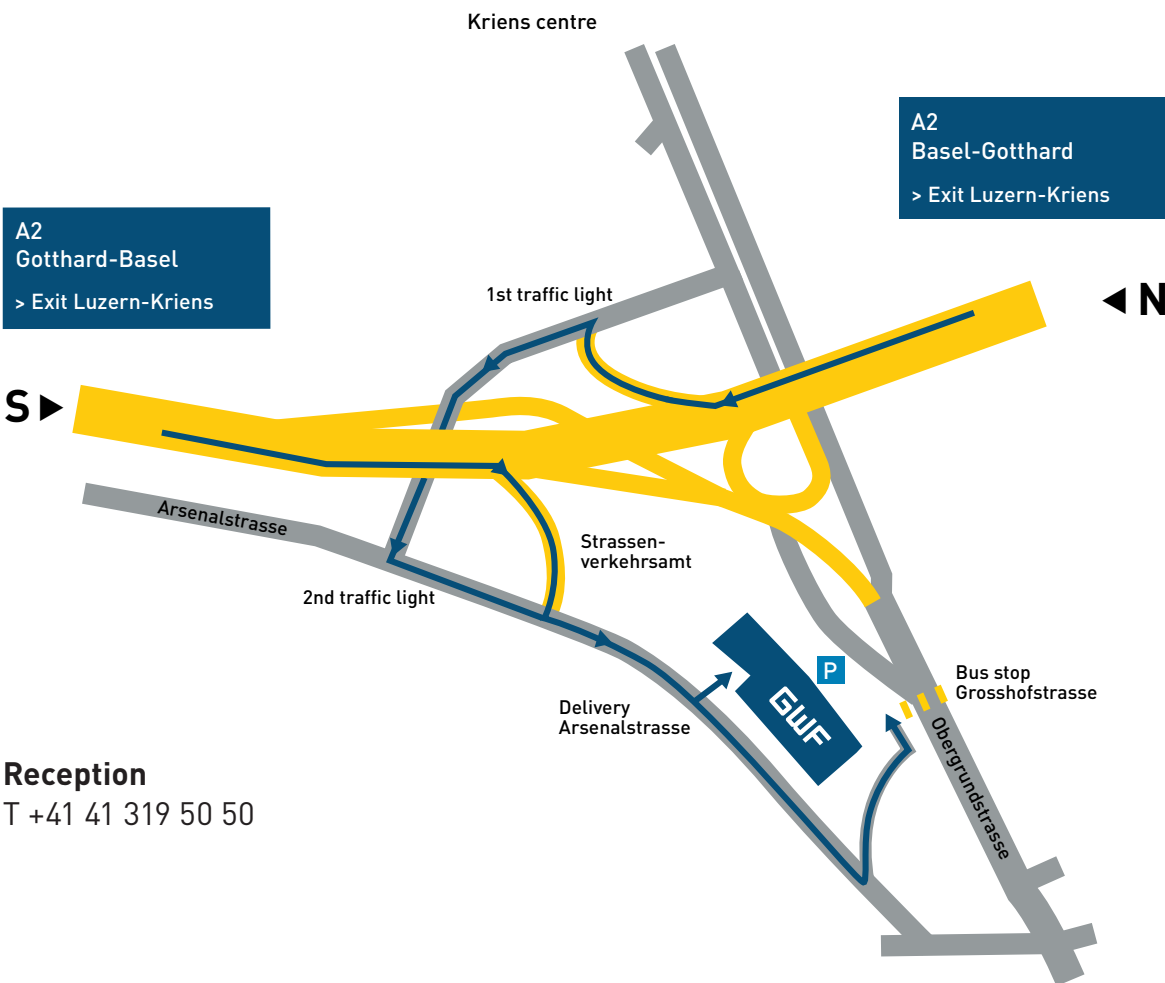 Kriens centre
A2
Basel-Gotthard
> Exit Luzern-Kriens
A2
Gotthard-Basel
> Exit Luzern-Kriens
1st traffic light
N
S
Arsenalstrasse
Strassen-
verkehrsamt
2nd traffic light
P
Bus stop
Grosshofstrasse
GWF
Delivery
Arsenalstrasse
Obergrundstrasse
Reception
T +41 41 319 50 50